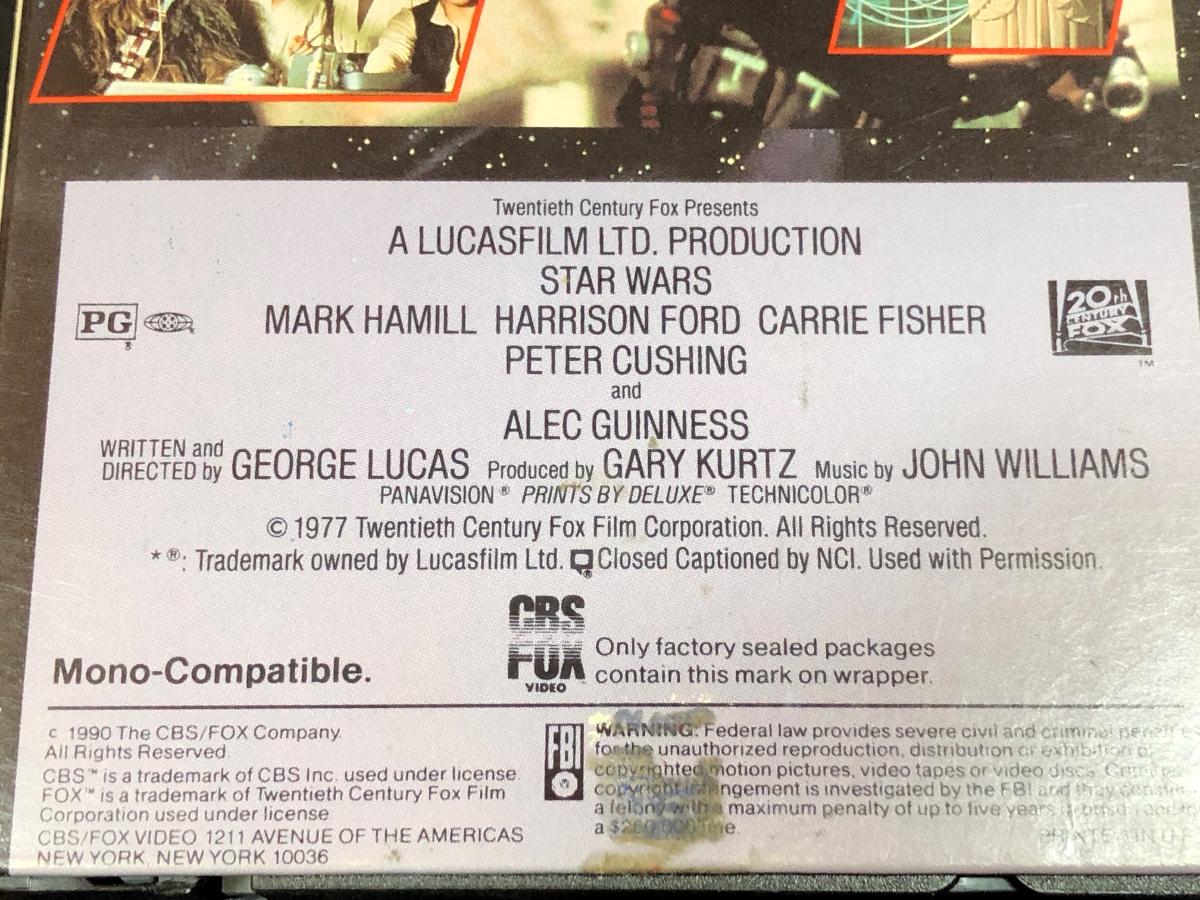 Twentieth Century Fox Presents
A LUCASFILM LTD. PRODUCTION
STAR WARS
PG
MARK HAMILL HARRISON FORD CARRIE FISHER
20th CENTURY FOX TM
PETER CUSHING
and
ALEC GUINNESS
WRITTEN and DIRECTED by GEORGE LUCAS Produced by GARY KURTZ Music by JOHN WILLIAMS
PANAVISION® PRINTS BY DELUXE® TECHNICOLOR®
© 1977 Twentieth Century Fox Film Corporation. All Rights Reserved.
* ®: Trademark owned by Lucasfilm Ltd. Closed Captioned by NCI. Used with Permission.
Mono-Compatible.
CBS
FOX
VIDEO
Only factory sealed packages
contain this mark on wrapper.
c 1990 The CBS/FOX Company.
All Rights Reserved.
CBS™ is a trademark of CBS Inc. used under license.
FOX™ is a trademark of Twentieth Century Fox Film
Corporation used under license.
CBS/FOX VIDEO 1211 AVENUE OF THE AMERICAS
NEW YORK, NEW YORK 10036
FBI
WARNING: Federal law provides severe civil and criminal
for the unauthorized reproduction, distribution or exhibition of
copyrighted motion pictures, video tapes or video discs.
copyright infringement is investigated by the FBI and may
a felony with a maximum penalty of up to five years
a fine.